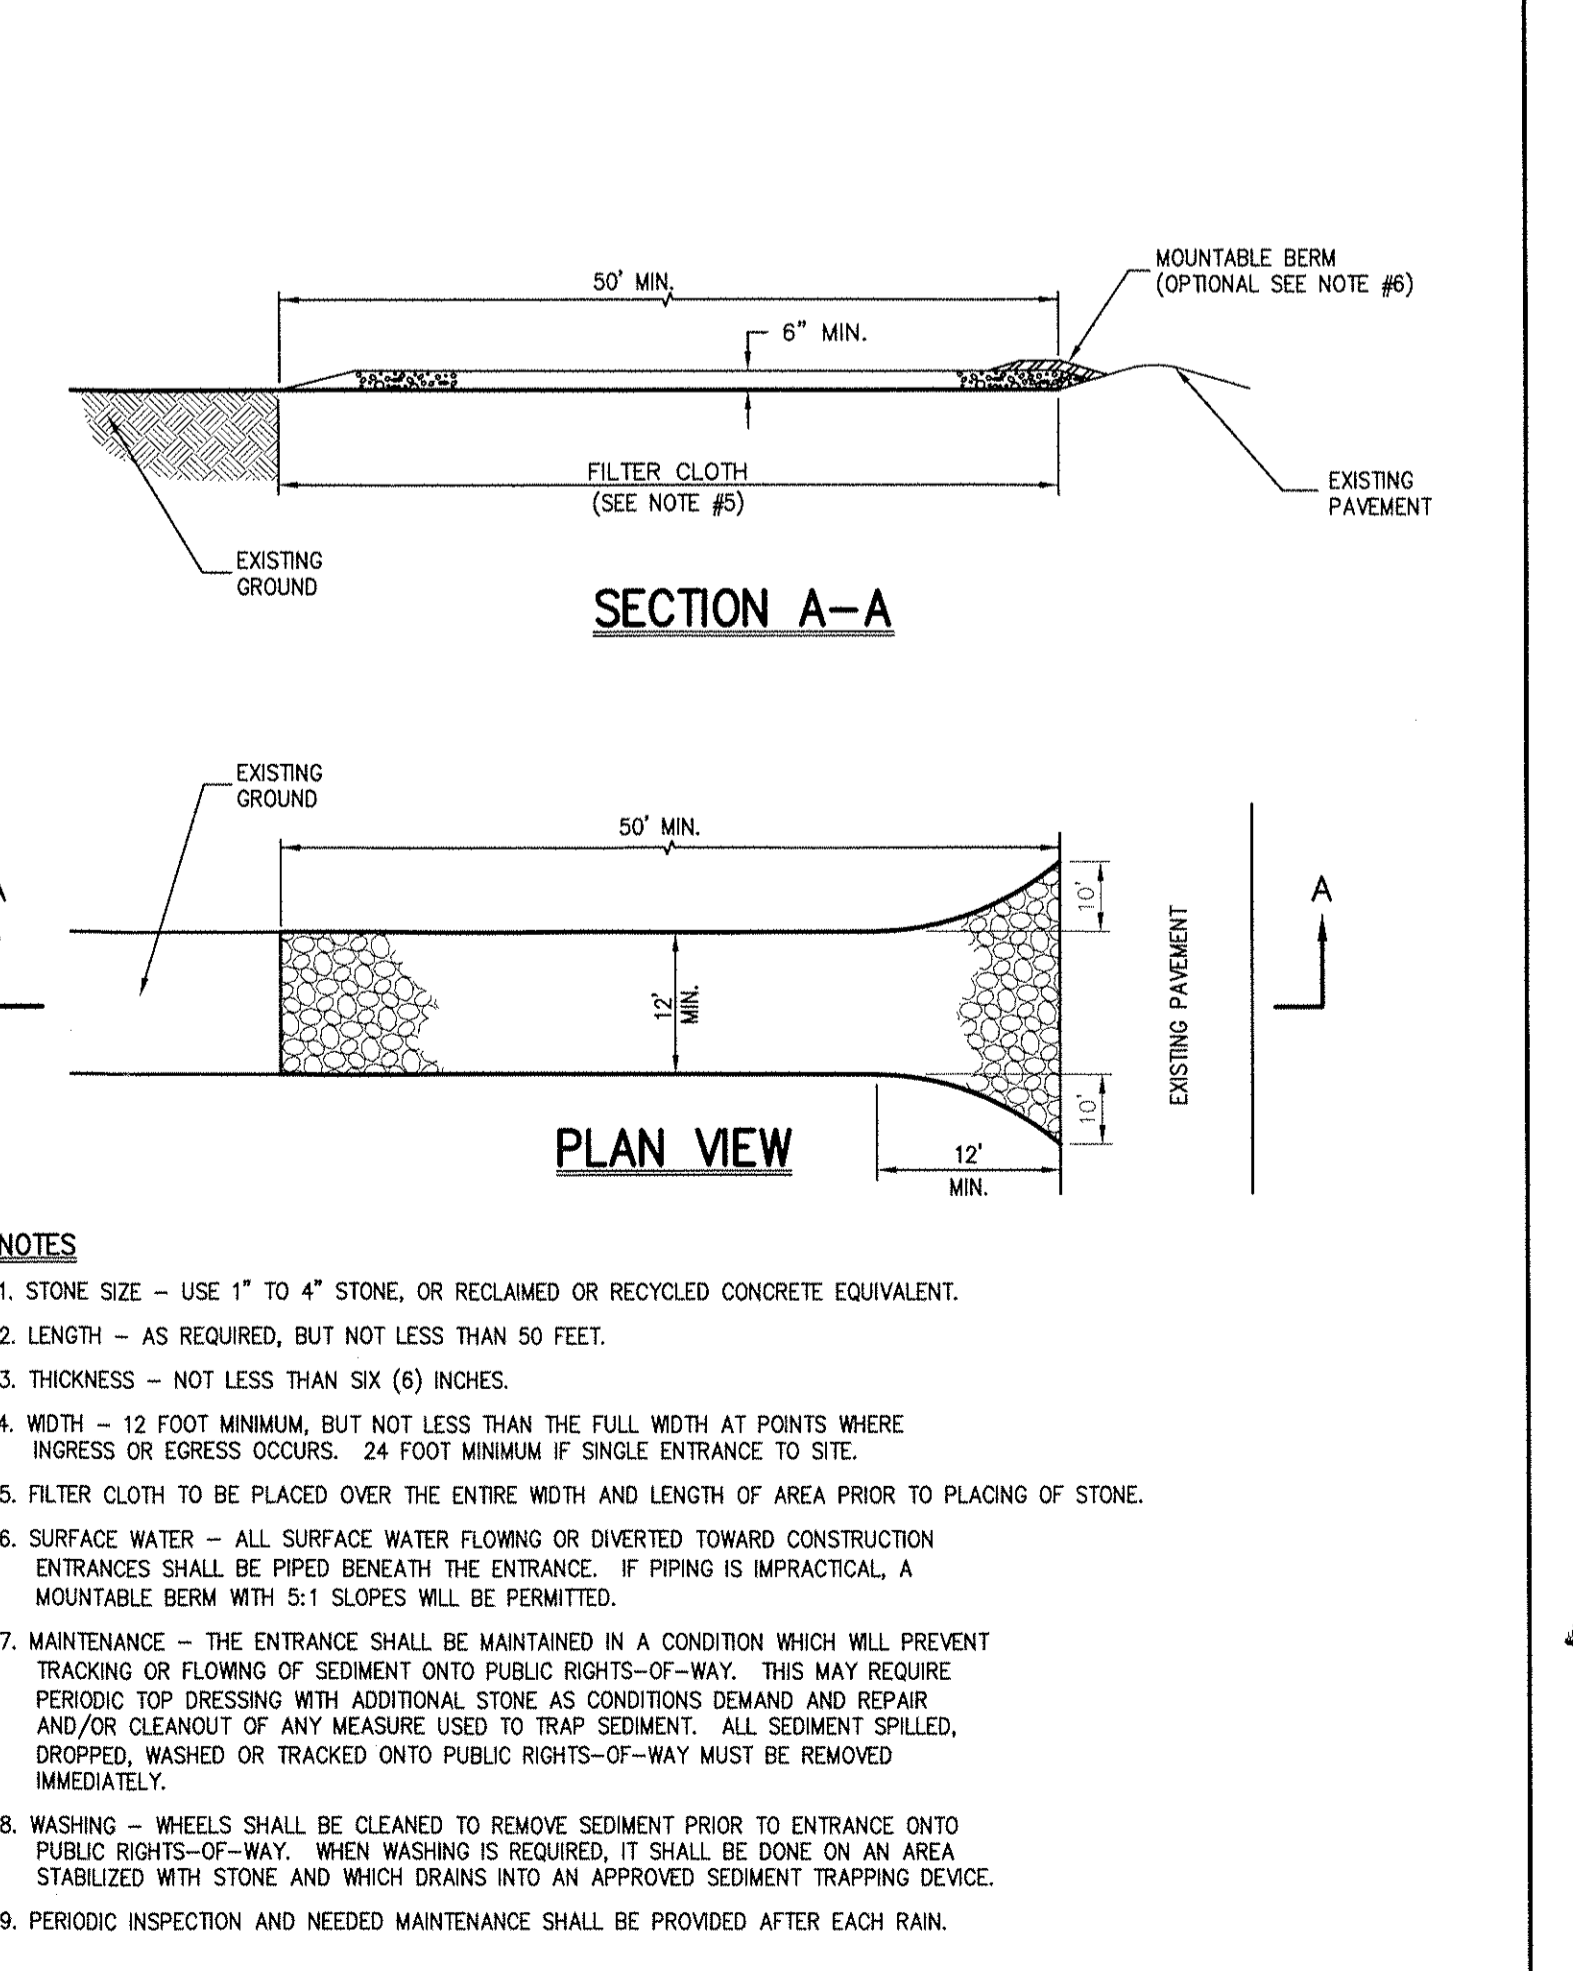 50' MIN.
MOUNTABLE BERM
(OPTIONAL SEE NOTE #6)
6" MIN.
FILTER CLOTH
(SEE NOTE #5)
EXISTING
PAVEMENT
EXISTING
GROUND
SECTION A-A
EXISTING
GROUND
50' MIN.
10'
A
12'
MIN.
EXISTING PAVEMENT
10'
PLAN VIEW
12'
MIN.
NOTES
1. STONE SIZE – USE 1" TO 4" STONE, OR RECLAIMED OR RECYCLED CONCRETE EQUIVALENT.
2. LENGTH – AS REQUIRED, BUT NOT LESS THAN 50 FEET.
3. THICKNESS – NOT LESS THAN SIX (6) INCHES.
4. WIDTH – 12 FOOT MINIMUM, BUT NOT LESS THAN THE FULL WIDTH AT POINTS WHERE
INGRESS OR EGRESS OCCURS. 24 FOOT MINIMUM IF SINGLE ENTRANCE TO SITE.
5. FILTER CLOTH TO BE PLACED OVER THE ENTIRE WIDTH AND LENGTH OF AREA PRIOR TO PLACING OF STONE.
6. SURFACE WATER – ALL SURFACE WATER FLOWING OR DIVERTED TOWARD CONSTRUCTION
ENTRANCES SHALL BE PIPED BENEATH THE ENTRANCE. IF PIPING IS IMPRACTICAL, A
MOUNTABLE BERM WITH 5:1 SLOPES WILL BE PERMITTED.
7. MAINTENANCE – THE ENTRANCE SHALL BE MAINTAINED IN A CONDITION WHICH WILL PREVENT
TRACKING OR FLOWING OF SEDIMENT ONTO PUBLIC RIGHTS-OF-WAY. THIS MAY REQUIRE
PERIODIC TOP DRESSING WITH ADDITIONAL STONE AS CONDITIONS DEMAND AND REPAIR
AND/OR CLEANOUT OF ANY MEASURE USED TO TRAP SEDIMENT. ALL SEDIMENT SPILLED,
DROPPED, WASHED OR TRACKED ONTO PUBLIC RIGHTS-OF-WAY MUST BE REMOVED
IMMEDIATELY.
8. WASHING – WHEELS SHALL BE CLEANED TO REMOVE SEDIMENT PRIOR TO ENTRANCE ONTO
PUBLIC RIGHTS-OF-WAY. WHEN WASHING IS REQUIRED, IT SHALL BE DONE ON AN AREA
STABILIZED WITH STONE AND WHICH DRAINS INTO AN APPROVED SEDIMENT TRAPPING DEVICE.
9. PERIODIC INSPECTION AND NEEDED MAINTENANCE SHALL BE PROVIDED AFTER EACH RAIN.